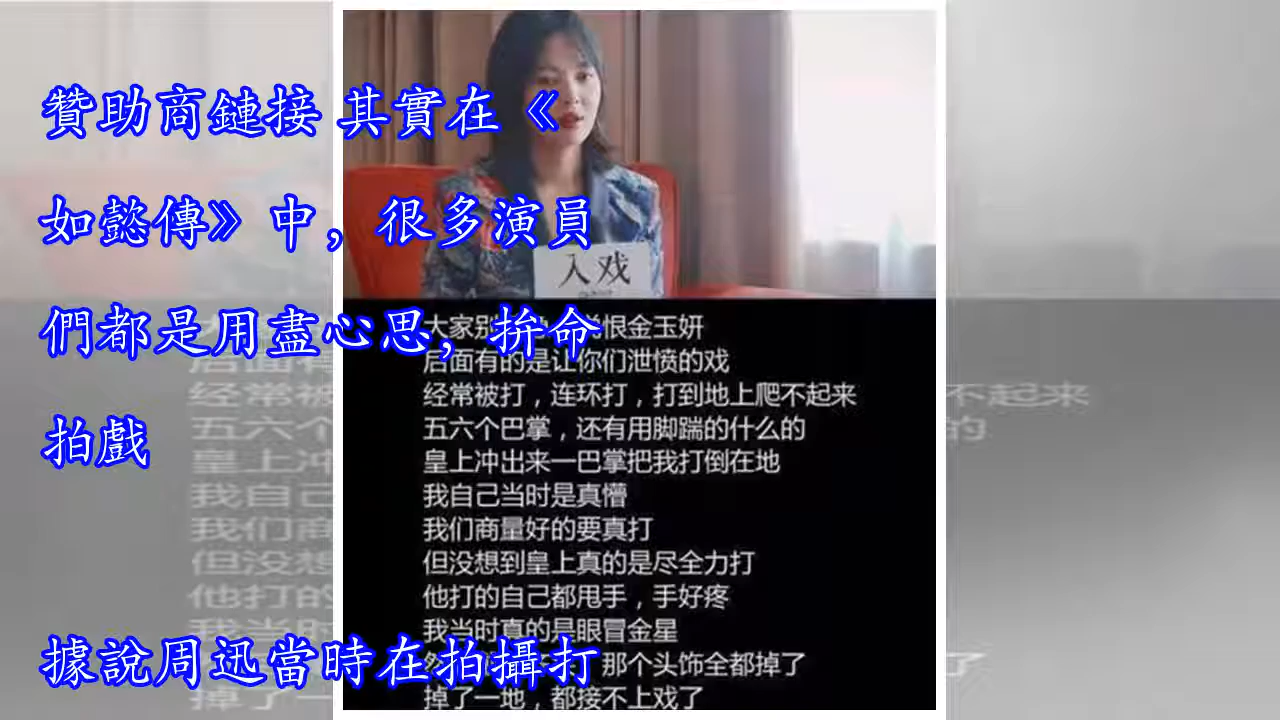 贊助商鏈接 其實在《
如懿傳》中，很多演員
們都是用盡心思，拚命
拍戲
據說周迅當時在拍攝打
入戏
大家别 恨金玉妍
后面有的是让你们泄愤的戏
经常被打，连环打，打到地上爬不起来
五六个巴掌，还有用脚踹的什么的
皇上冲出来一巴掌把我打倒在地
我自己当时是真懵
我们商量好的要真打
但没想到皇上真的是尽全力打
他打的自己都甩手，手好疼
我当时真的是眼冒金星
那个头饰全都掉了
掉了一地，都接不上戏了